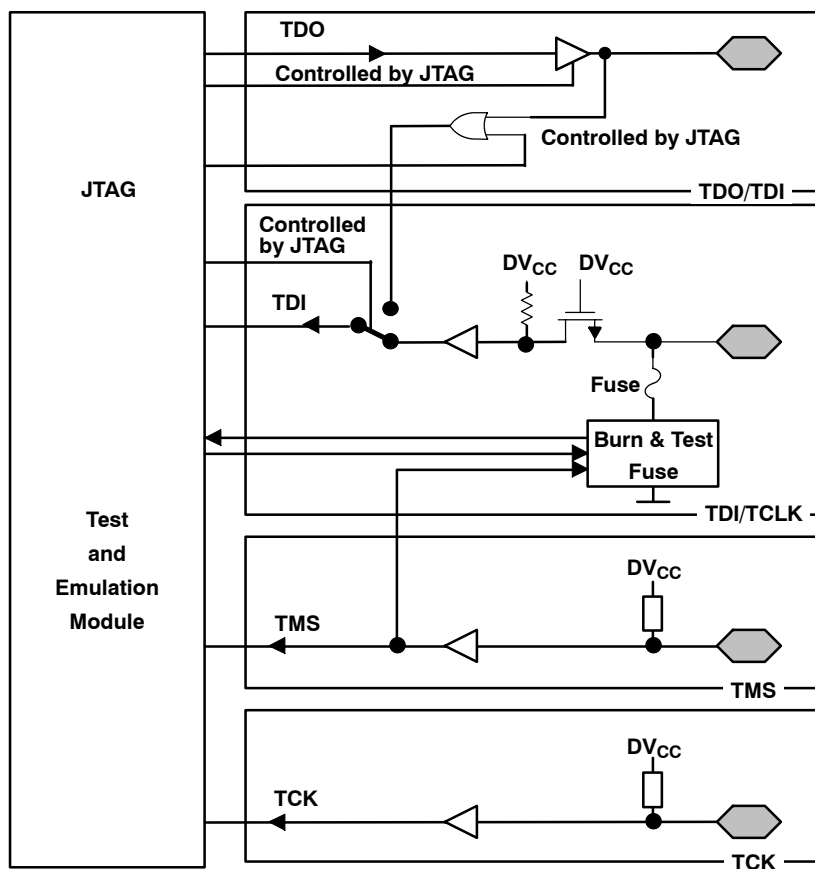 TDO
Controlled by JTAG
Controlled by JTAG
JTAG
TDO/TDI
Controlled
by JTAG
DVCC
DVCC
TDI
Fuse
Burn & Test
Fuse
TDI/TCLK
Test
and
Emulation
Module
DVCC
TMS
TMS
DVCC
TCK
TCK